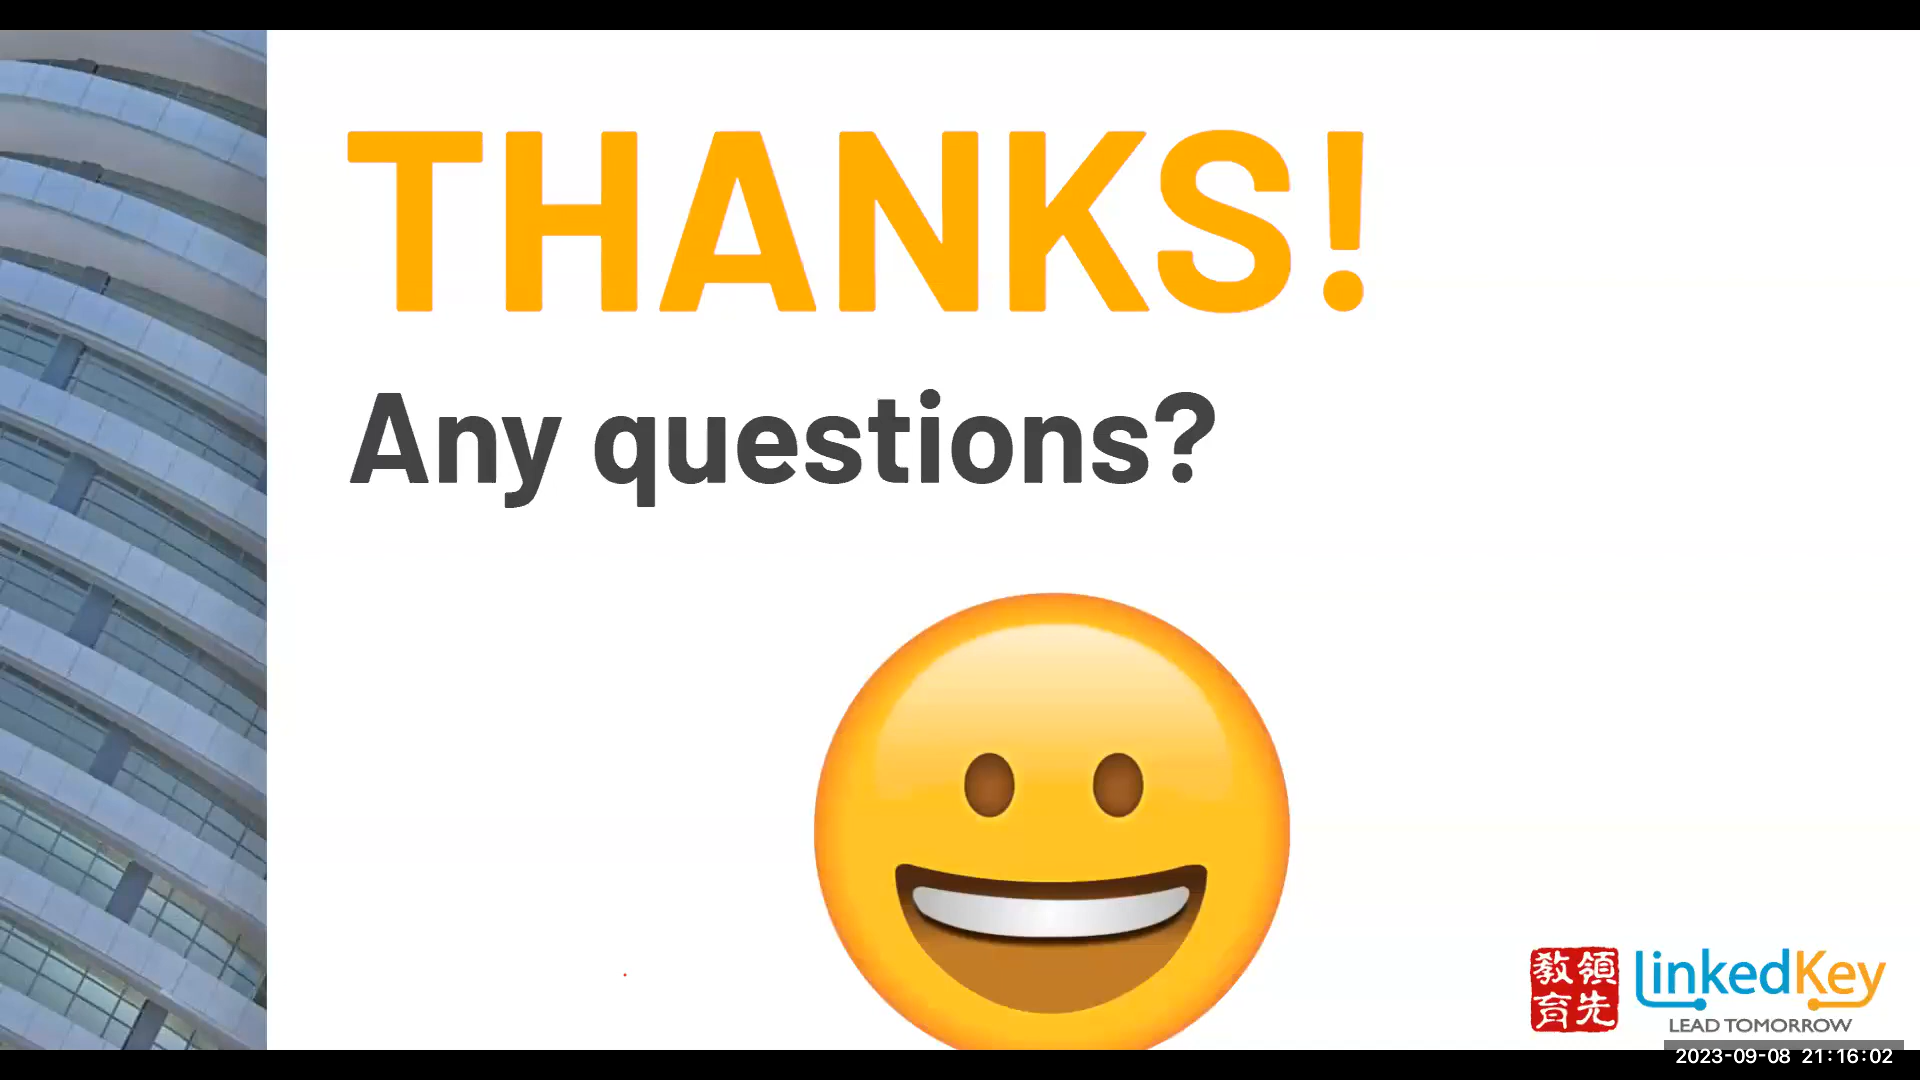 THANKS!
Any questions?
教領
育先
LinkedKey
LEAD TOMORROW
2023-09-08 21:16:02